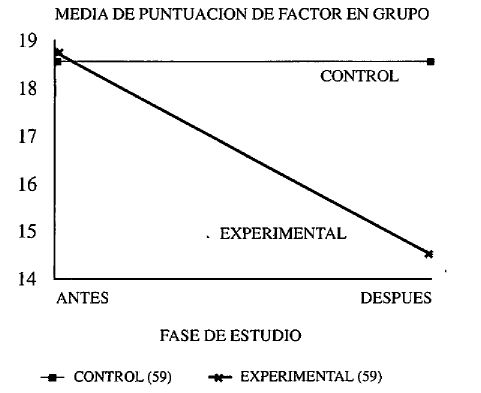 MEDIA DE PUNTUACION DE FACTOR EN GRUPO
19
CONTROL
18
17
16
15
EXPERIMENTAL
14
ANTES DESPUES
FASE DE ESTUDIO
CONTROL (59) EXPERIMENTAL (59)